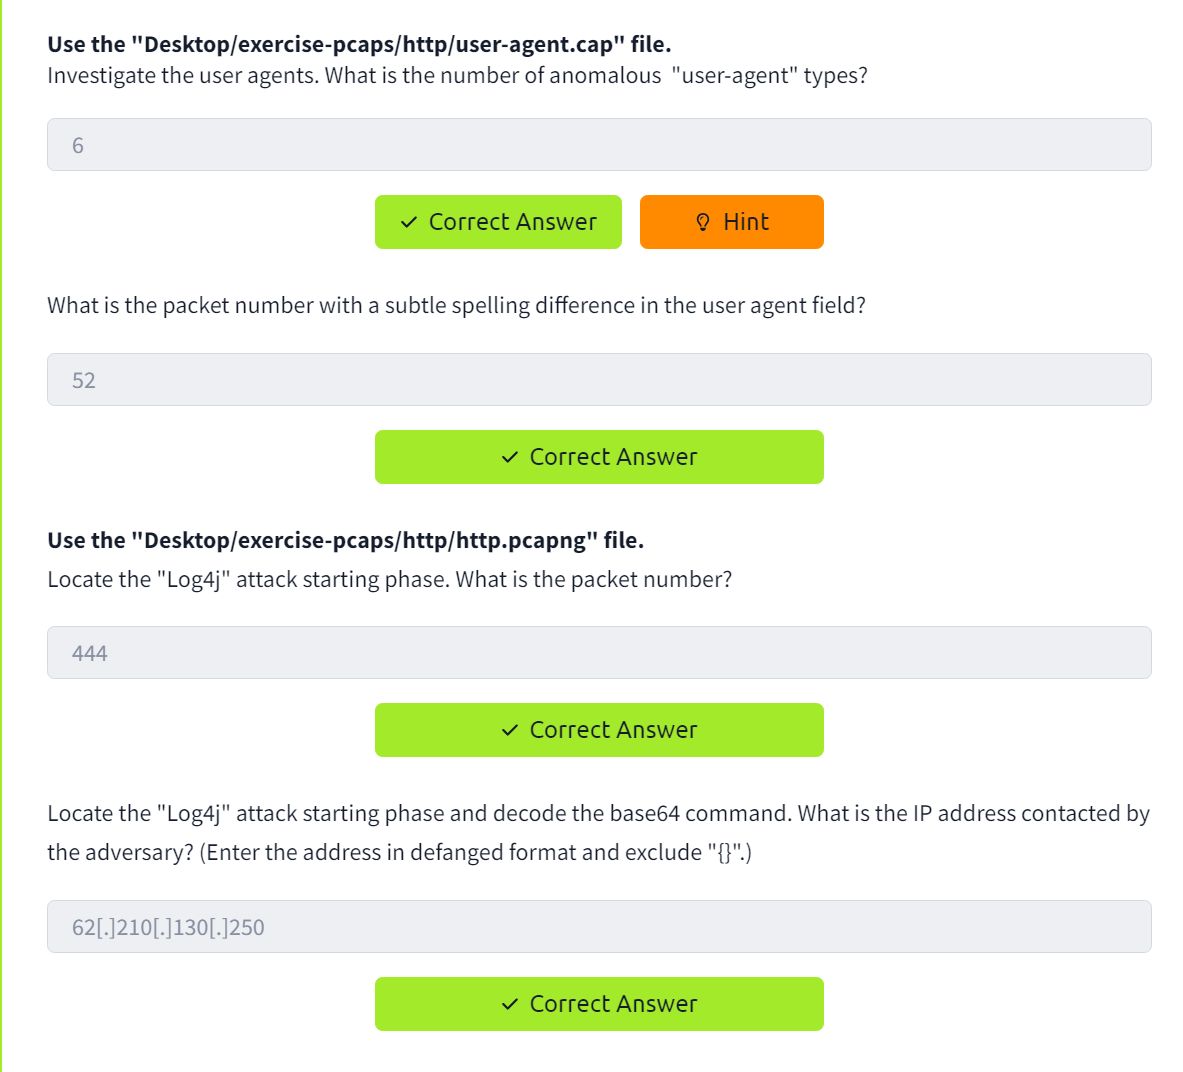 Use the "Desktop/exercise-pcaps/http/user-agent.cap" file.
Investigate the user agents. What is the number of anomalous  "user-agent" types?
6
Correct Answer
Hint
What is the packet number with a subtle spelling difference in the user agent field?
52
Correct Answer
Use the "Desktop/exercise-pcaps/http/http.pcapng" file.
Locate the "Log4j" attack starting phase. What is the packet number?
444
Correct Answer
Locate the "Log4j" attack starting phase and decode the base64 command. What is the IP address contacted by
the adversary? (Enter the address in defanged format and exclude "{}".)
62[.]210[.]130[.]250
Correct Answer